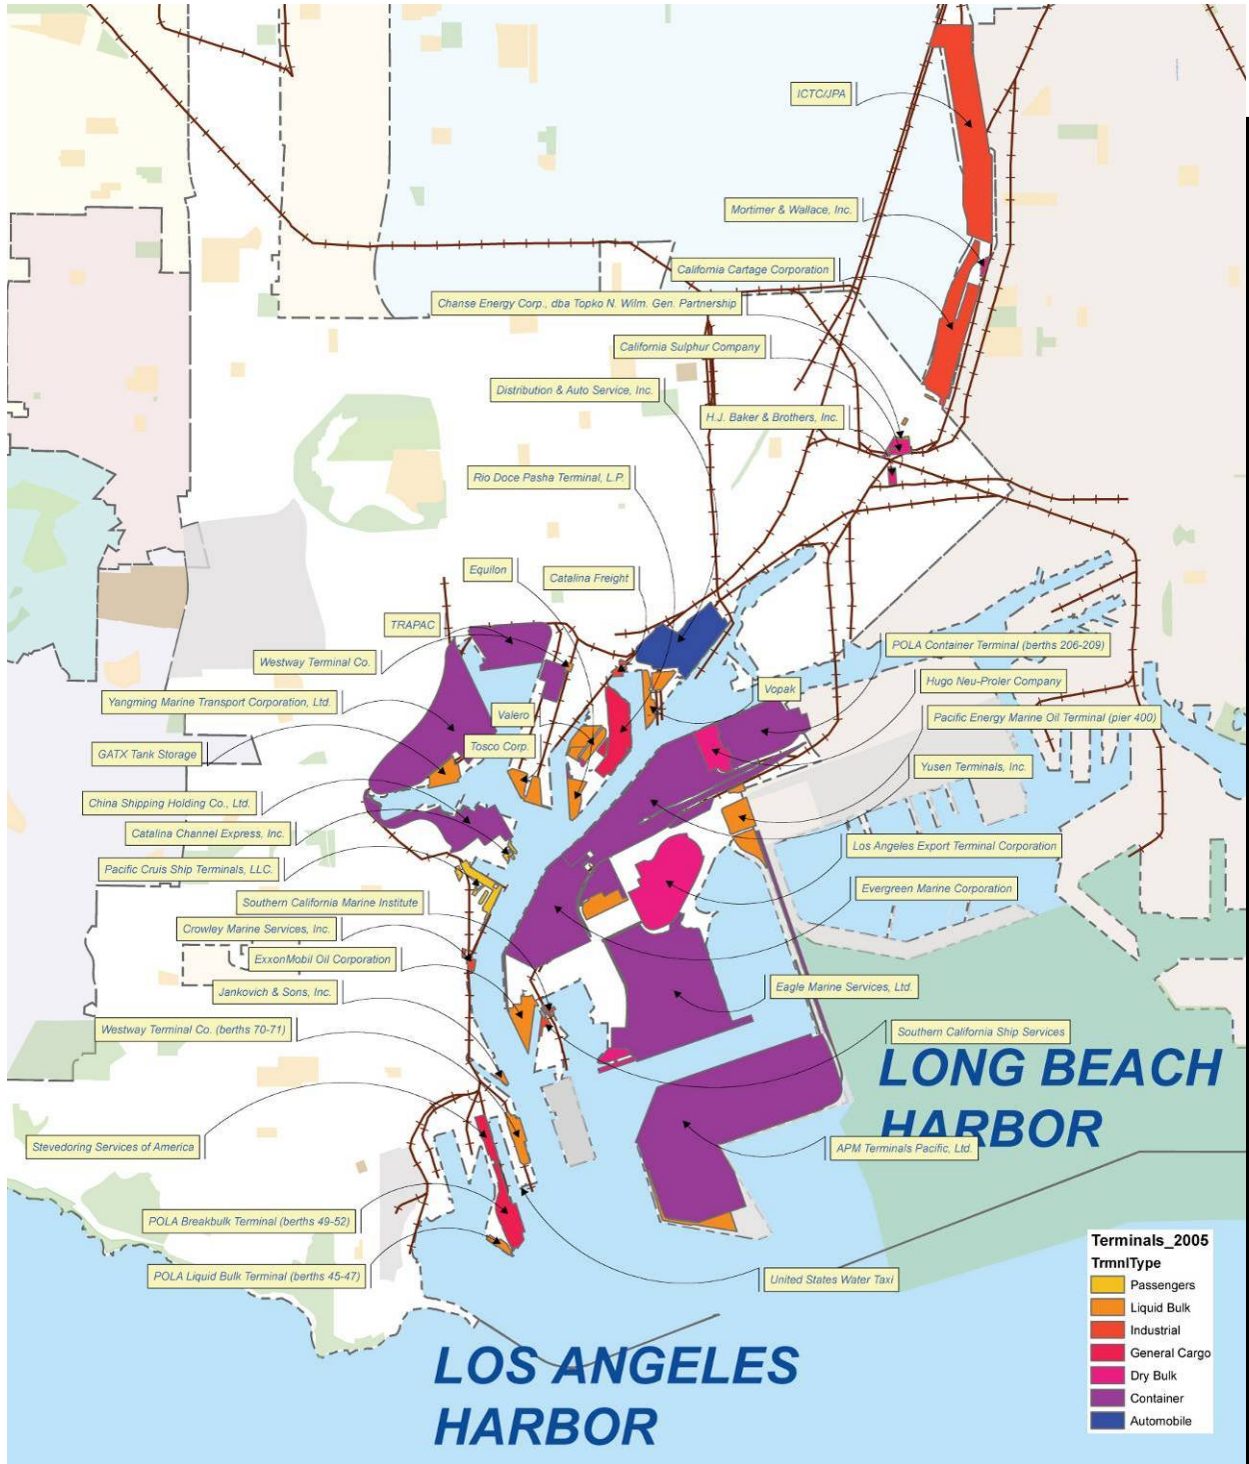 ICTC/JPA
Mortimer & Wallace, Inc.
California Cartage Corporation
Chanse Energy Corp., dba Topko N. Wilm. Gen. Partnership
California Sulphur Company
Distribution & Auto Service, Inc.
H.J. Baker & Brothers, Inc.
Rio Doce Pasha Terminal, L.P.
Equilon
Catalina Freight
TRAPAC
Westway Terminal Co.
POLA Container Terminal (berths 206-209)
Hugo Neu-Proler Company
Vopak
Yangming Marine Transport Corporation, Ltd.
Valero
Pacific Energy Marine Oil Terminal (pier 400)
Tosco Corp.
GATX Tank Storage
Yusen Terminals, Inc.
China Shipping Holding Co., Ltd.
Catalina Channel Express, Inc.
Los Angeles Export Terminal Corporation
Pacific Cruis Ship Terminals, LLC.
Evergreen Marine Corporation
Southern California Marine Institute
Crowley Marine Services, Inc.
ExxonMobil Oil Corporation
Eagle Marine Services, Ltd.
Jankovich & Sons, Inc.
Westway Terminal Co. (berths 70-71)
Southern California Ship Services
LONG BEACH
HARBOR
Stevedoring Services of America
APM Terminals Pacific, Ltd.
POLA Breakbulk Terminal (berths 49-52)
POLA Liquid Bulk Terminal (berths 45-47)
United States Water Taxi
LOS ANGELES
HARBOR
Terminals_2005
TrmnlType
Passengers
Liquid Bulk
Industrial
General Cargo
Dry Bulk
Container
Automobile